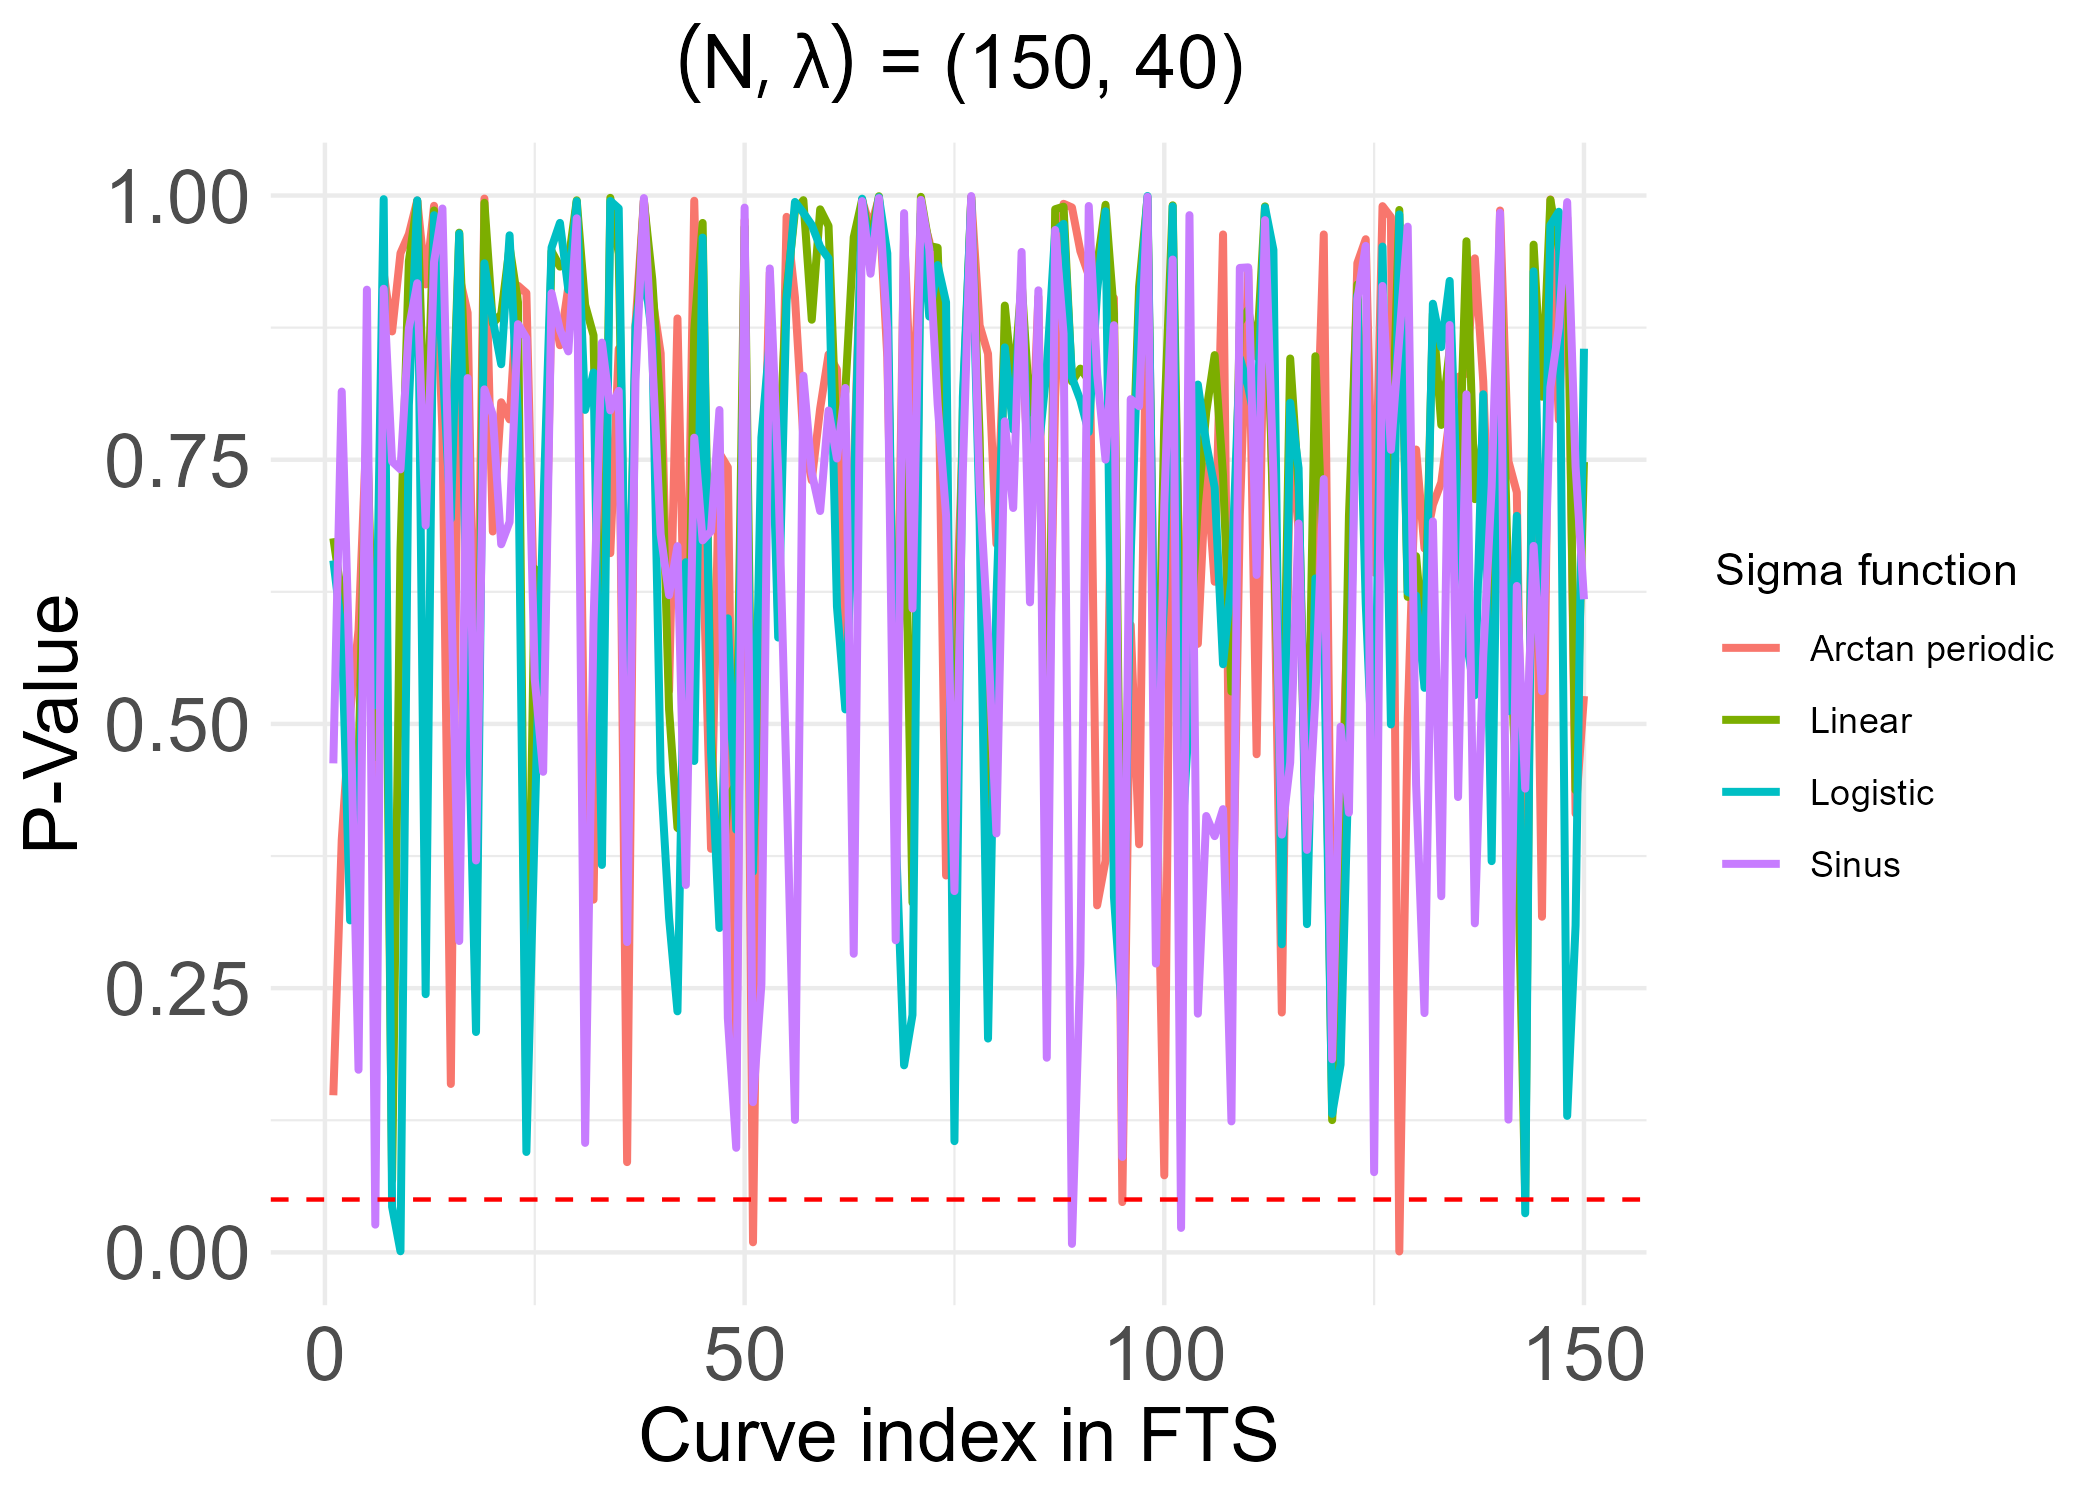 (N, λ) = (150, 40)
1.00
0.75
0.50
0.25
0.00
P-Value
0 50 100 150
Curve index in FTS
Sigma function
Arctan periodic
Linear
Logistic
Sinus